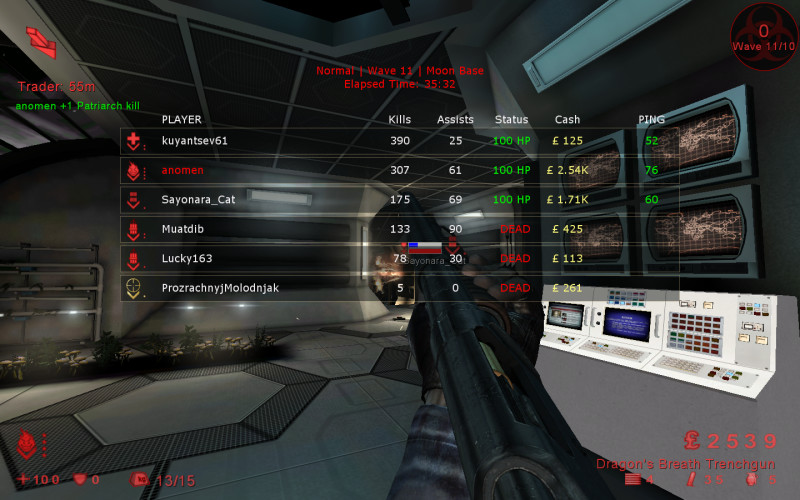 0
Wave 11/10
Normal | Wave 11 | Moon Base
Elapsed Time: 35:32
Trader: 55m
anomen +1 Patriarch kill
PLAYER Kills Assists Status Cash PING
kuyantsev61 390 25 100 HP £ 125 52
anomen 307 61 100 HP £ 2.54K 76
Sayonara_Cat 175 69 100 HP £ 1.71K 60
Muatdib 133 90 DEAD £ 425
Lucky163 78 30 DEAD £ 113
Sayonara_Cat
ProzrachnyjMolodnjak 5 0 DEAD £ 261
£ 2539
Dragon's Breath Trenchgun
100 0 13/15 4 35 5